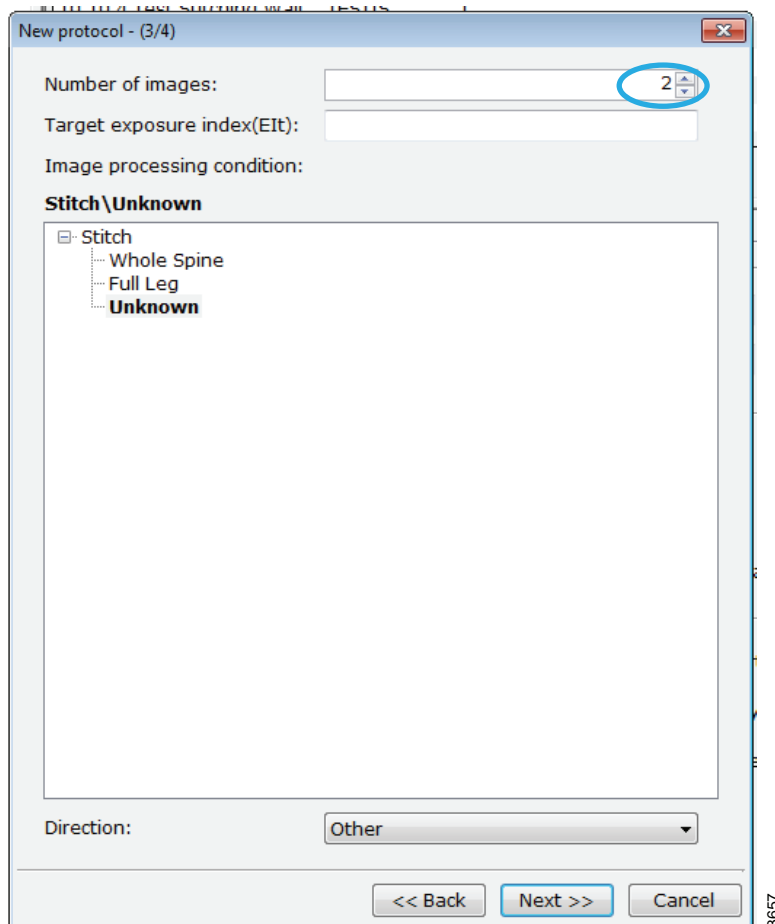 New protocol - (3/4)
Number of images: 2
Target exposure index(EIt):
Image processing condition:
Stitch\Unknown
Stitch
Whole Spine
Full Leg
Unknown
Direction: Other
<< Back Next >> Cancel